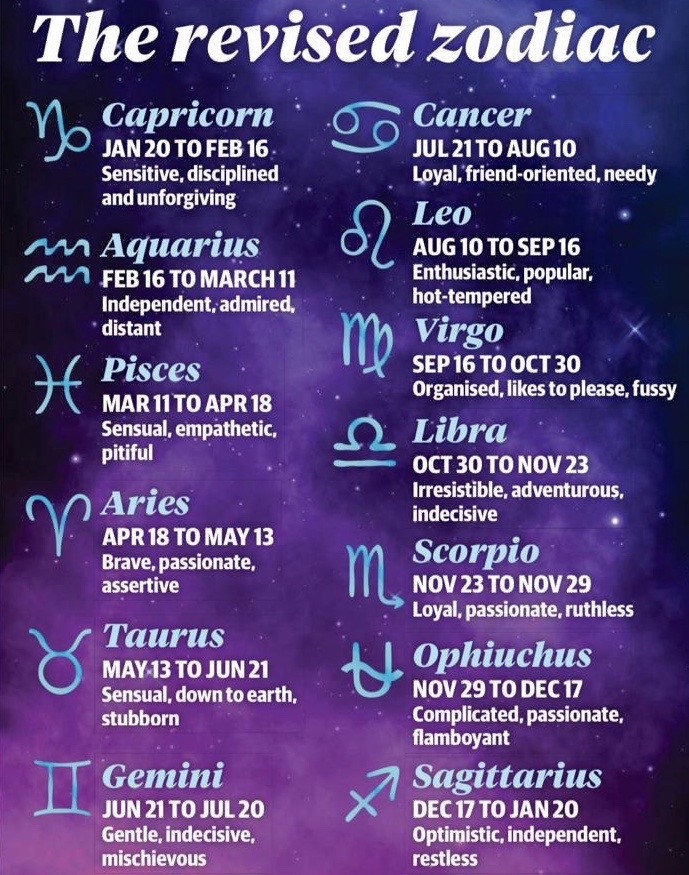 The revised zodiac
Capricorn
JAN 20 TO FEB 16
Sensitive, disciplined
and unforgiving
Aquarius
FEB 16 TO MARCH 11
Independent, admired,
distant
Pisces
MAR 11 TO APR 18
Sensual, empathetic,
pitiful
Aries
APR 18 TO MAY 13
Brave, passionate,
assertive
Taurus
MAY 13 TO JUN 21
Sensual, down to earth,
stubborn
Gemini
JUN 21 TO JUL 20
Gentle, indecisive,
mischievous
Cancer
JUL 21 TO AUG 10
Loyal, friend-oriented, needy
Leo
AUG 10 TO SEP 16
Enthusiastic, popular,
hot-tempered
Virgo
SEP 16 TO OCT 30
Organised, likes to please, fussy
Libra
OCT 30 TO NOV 23
Irresistible, adventurous,
indecisive
Scorpio
NOV 23 TO NOV 29
Loyal, passionate, ruthless
Ophiuchus
NOV 29 TO DEC 17
Complicated, passionate,
flamboyant
Sagittarius
DEC 17 TO JAN 20
Optimistic, independent,
restless